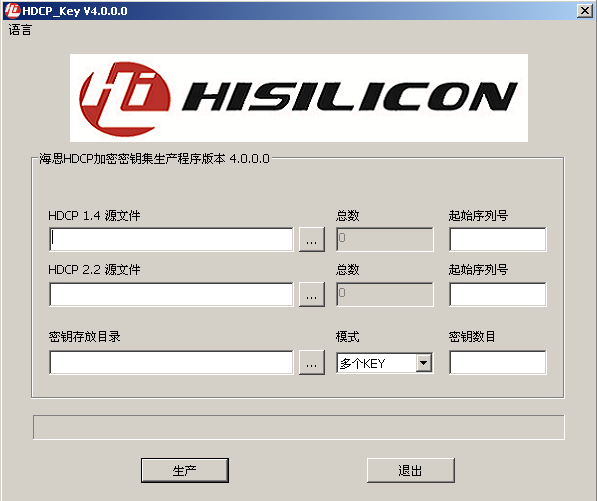 HDCP_Key V4.0.0.0
语言
Hi HISILICON
海思HDCP加密密钥集生产程序版本 4.0.0.0
HDCP 1.4 源文件 总数 起始序列号
... 0
HDCP 2.2 源文件 总数 起始序列号
... 0
密钥存放目录 模式 密钥数目
... 多个KEY
生产 退出